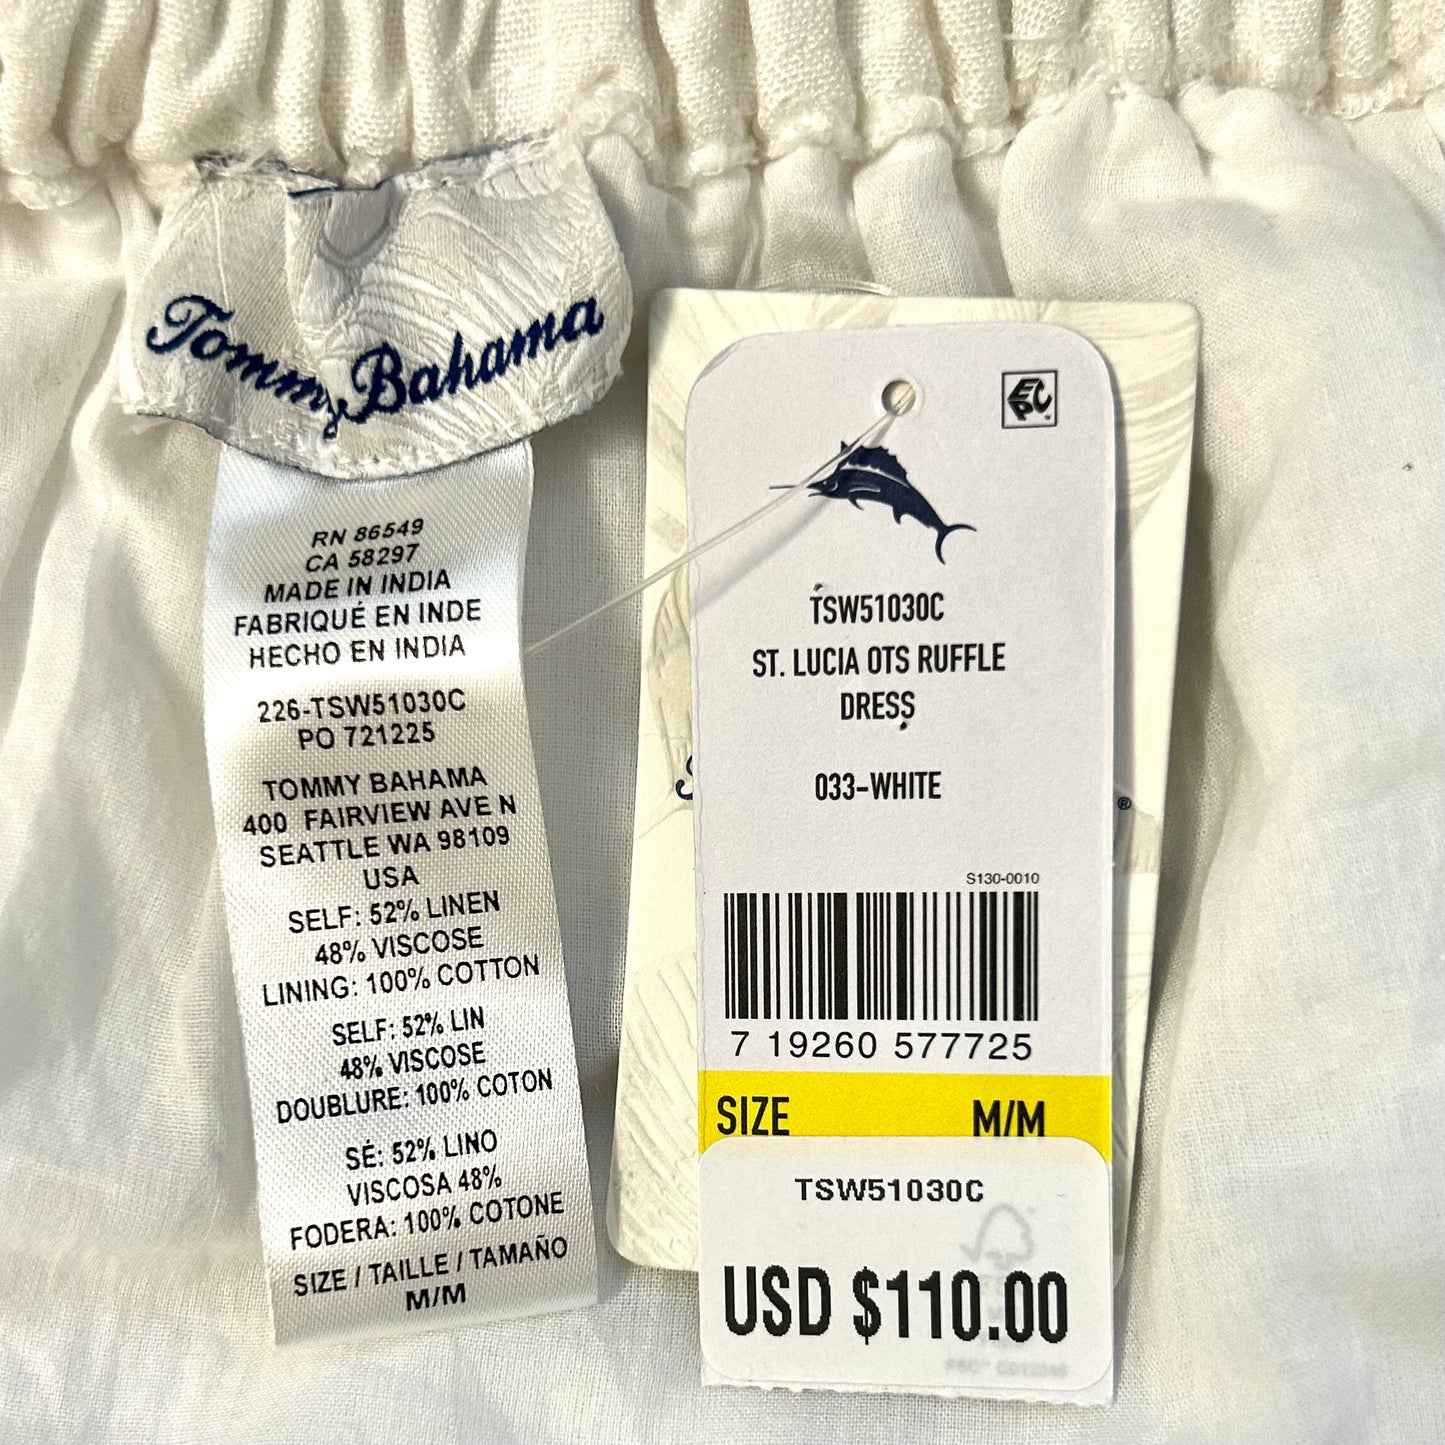 Tommy Bahama
RN 86549
CA 58297
MADE IN INDIA
FABRIQUÉ EN INDE
HECHO EN INDIA
226-TSW51030C
PO 721225
TOMMY BAHAMA
400 FAIRVIEW AVE N
SEATTLE WA 98109
USA
SELF: 52% LINEN
48% VISCOSE
LINING: 100% COTTON
SELF: 52% LIN
48% VISCOSE
DOUBLURE: 100% COTON
SÉ: 52% LINO
VISCOSA 48%
FODERA: 100% COTONE
SIZE / TAILLE / TAMAÑO
M/M
EPC
TSW51030C
ST. LUCIA OTS RUFFLE
DRESS
033-WHITE
®
S130-0010
7 19260 577725
SIZE M/M
TSW51030C
USD $110.00